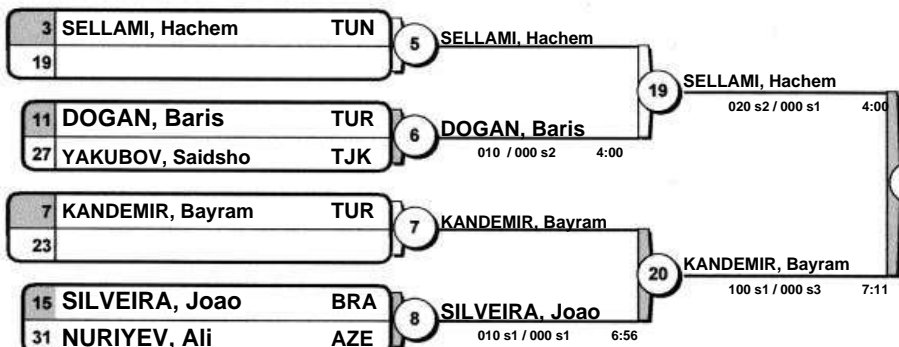 3 SELLAMI, Hachem TUN
19
5
SELLAMI, Hachem
11 DOGAN, Baris TUR
27 YAKUBOV, Saidsho TJK
6
DOGAN, Baris
010 / 000 s2 4:00
19
SELLAMI, Hachem
020 s2 / 000 s1 4:00
7 KANDEMIR, Bayram TUR
23
7
KANDEMIR, Bayram
15 SILVEIRA, Joao BRA
31 NURIYEV, Ali AZE
8
SILVEIRA, Joao
010 s1 / 000 s1 6:56
20
KANDEMIR, Bayram
100 s1 / 000 s3 7:11